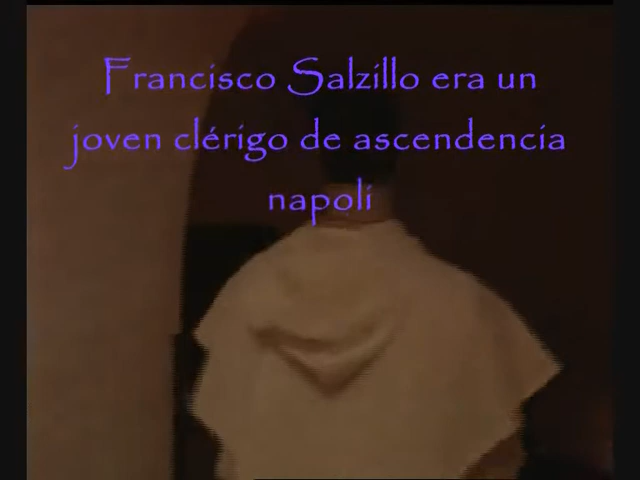 Francisco Salzillo era un
joven clérigo de ascendencia
napoli